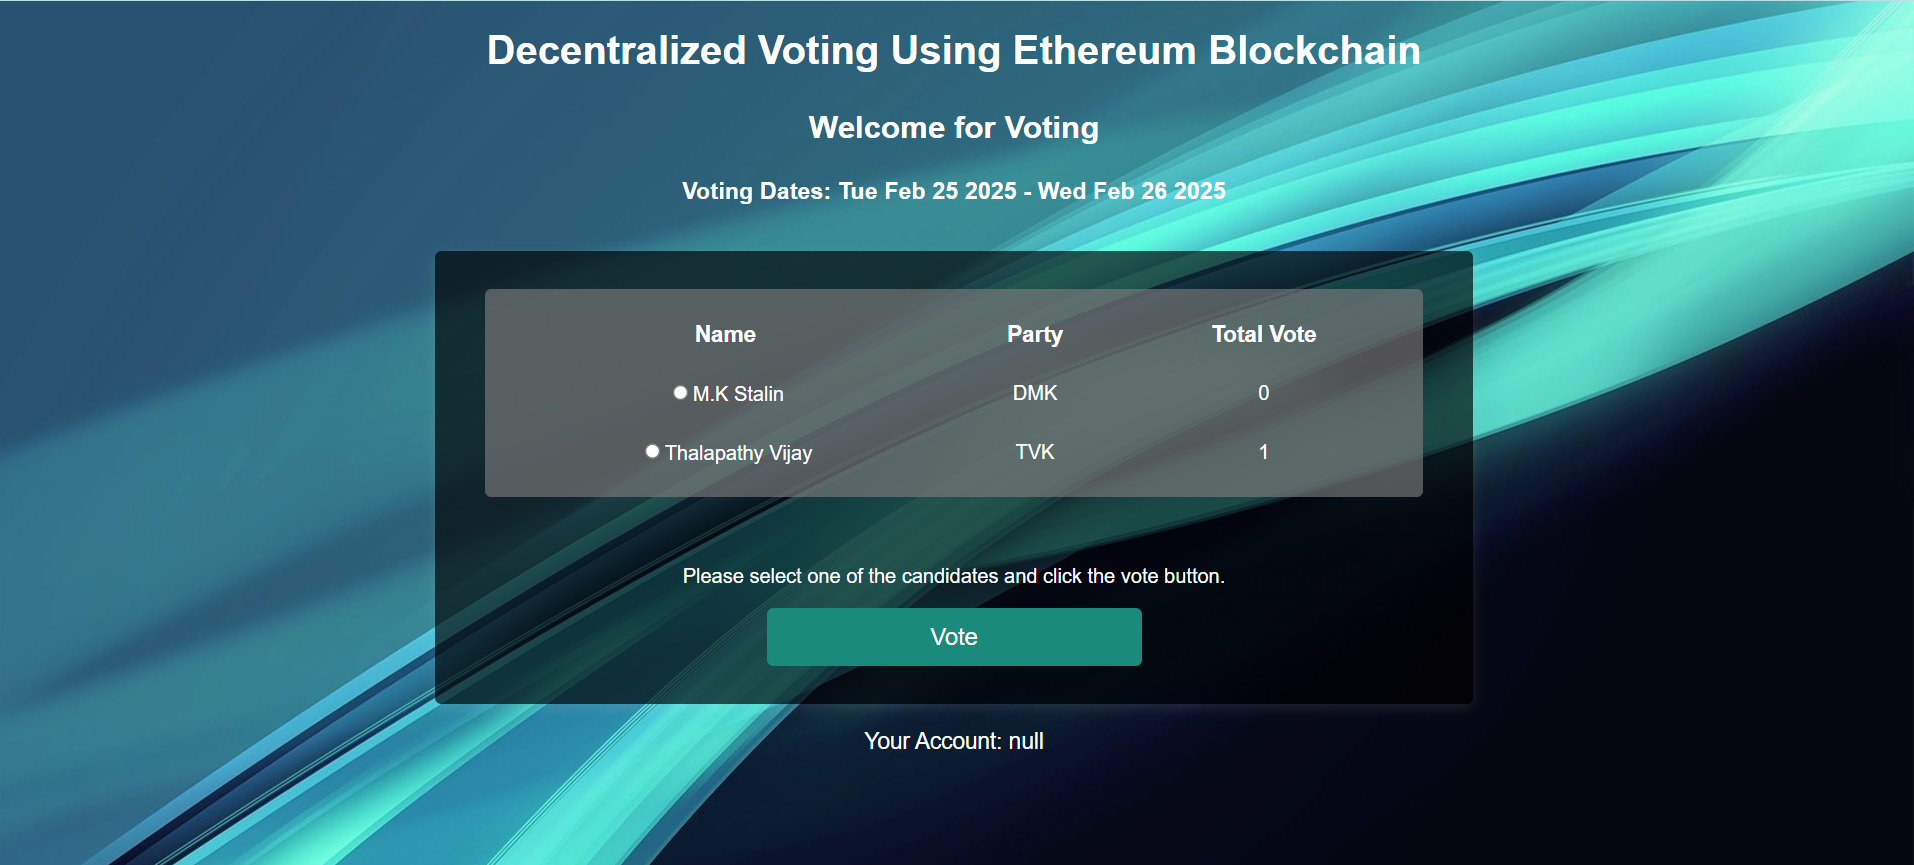 Decentralized Voting Using Ethereum Blockchain
Welcome for Voting
Voting Dates: Tue Feb 25 2025 - Wed Feb 26 2025
Name Party Total Vote
M.K Stalin DMK 0
Thalapathy Vijay TVK 1
Please select one of the candidates and click the vote button.
Vote
Your Account: null